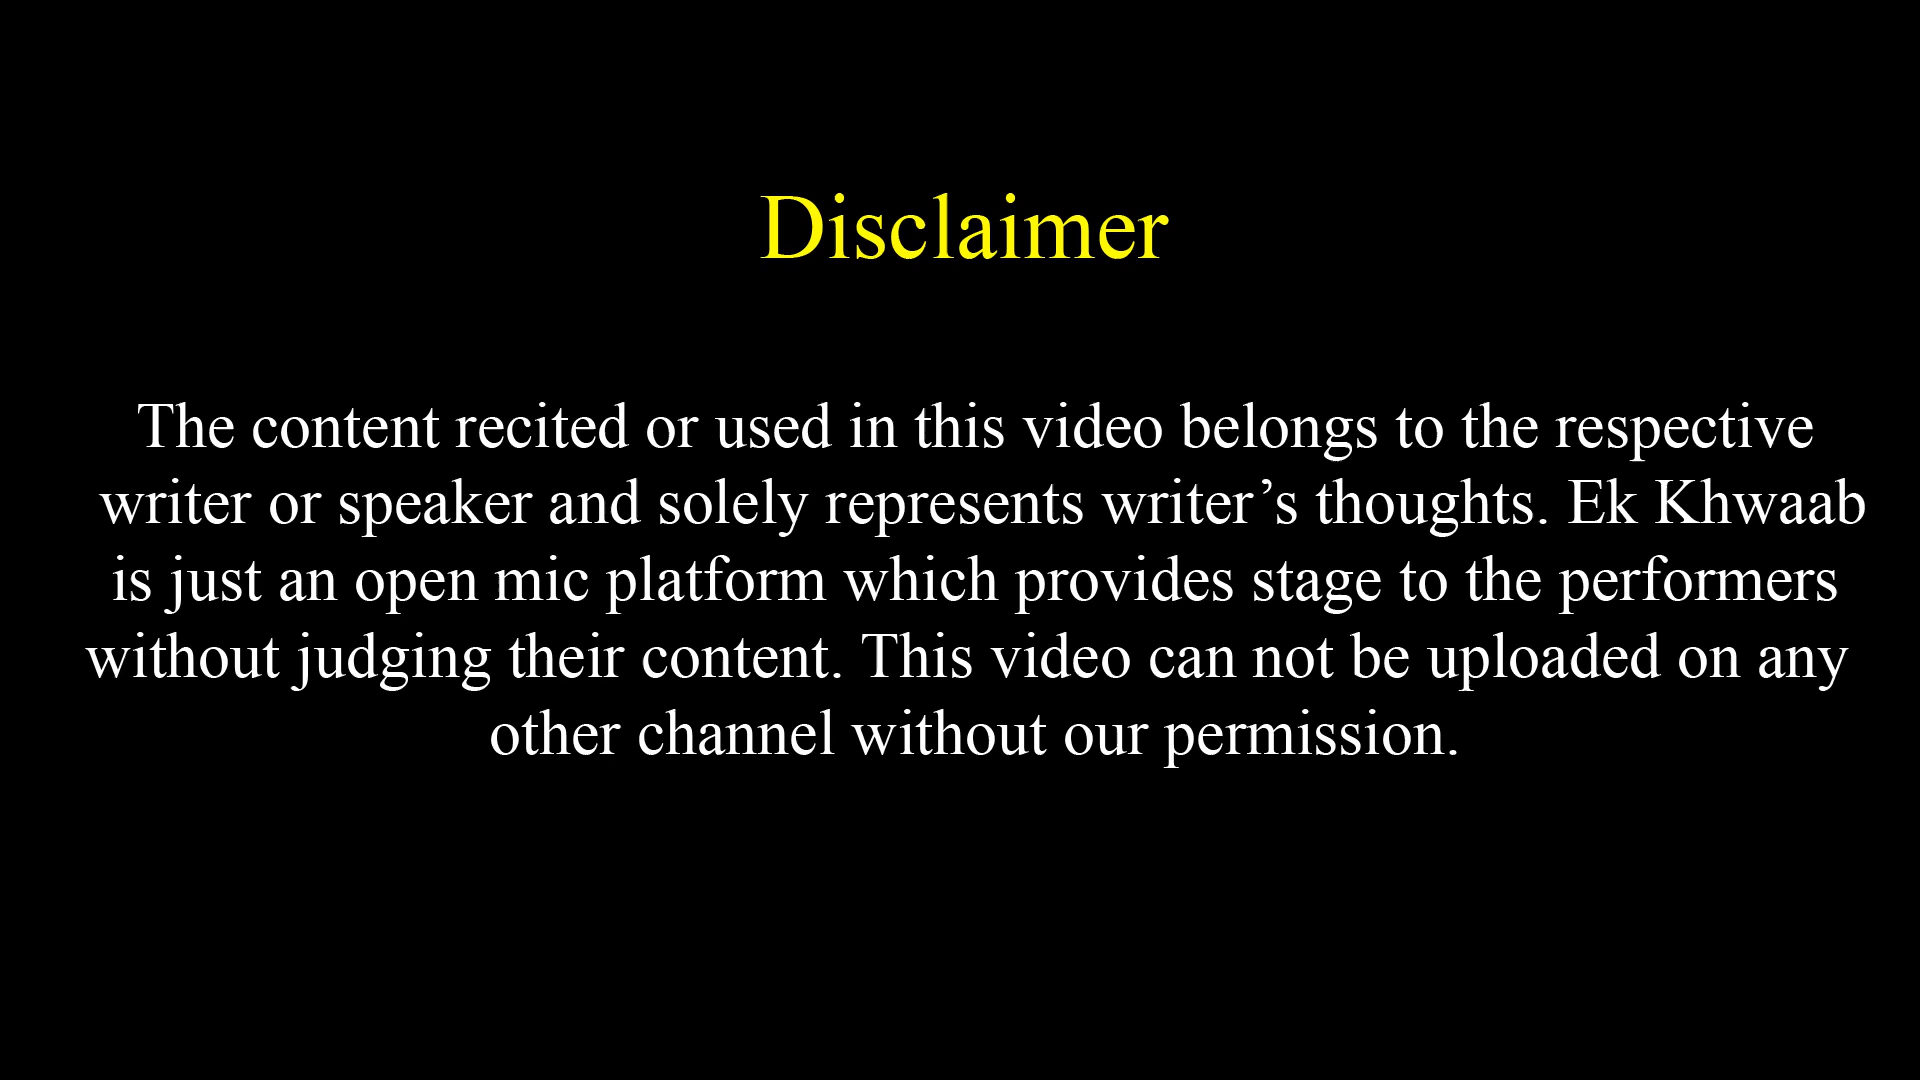 Disclaimer
The content recited or used in this video belongs to the respective
writer or speaker and solely represents writer’s thoughts. Ek Khwaab
is just an open mic platform which provides stage to the performers
without judging their content. This video can not be uploaded on any
other channel without our permission.